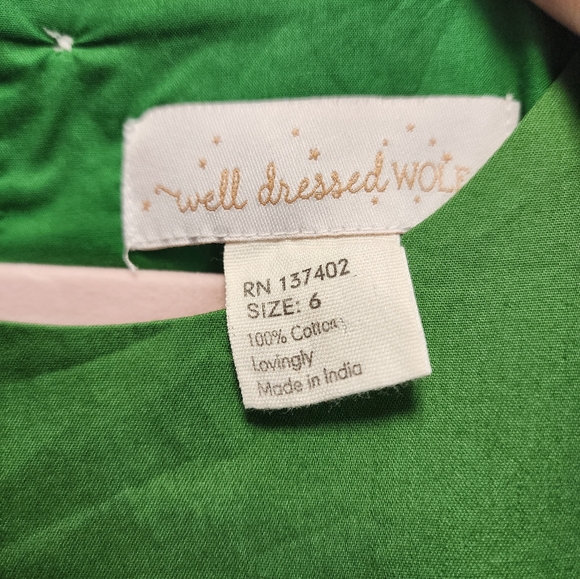 well dressed WOLF
RN 137402
SIZE: 6
100% Cotton
Lovingly
Made in India